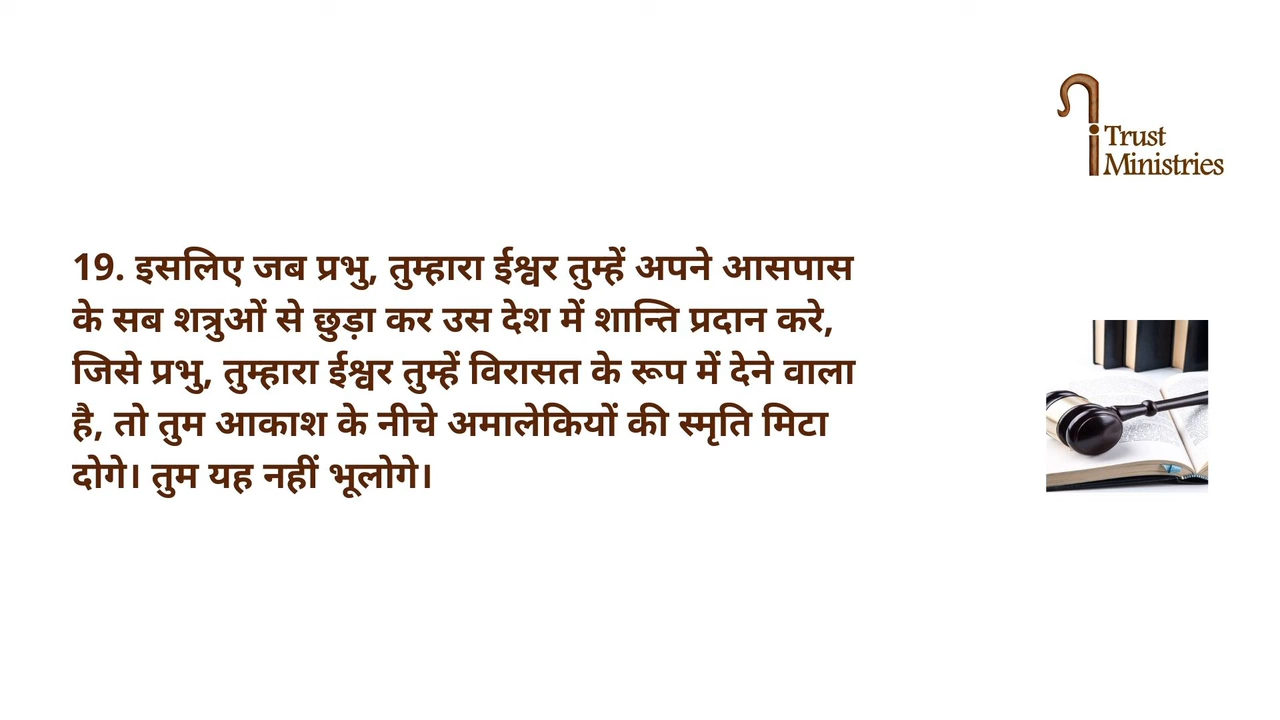 Trust
Ministries
19. इसलिए जब प्रभु, तुम्हारा ईश्वर तुम्हें अपने आसपास
के सब शत्रुओं से छुड़ा कर उस देश में शान्ति प्रदान करे,
जिसे प्रभु, तुम्हारा ईश्वर तुम्हें विरासत के रूप में देने वाला
है, तो तुम आकाश के नीचे अमालेकियों की स्मृति मिटा
दोगे। तुम यह नहीं भूलोगे।